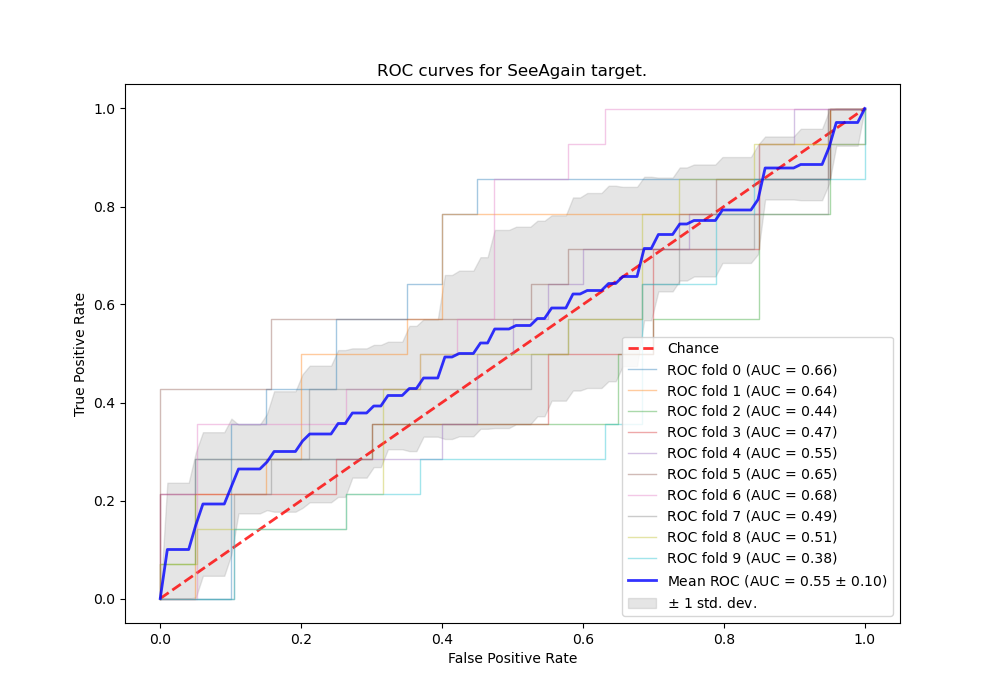 ROC curves for SeeAgain target.
1.0
0.8
0.6
0.4
0.2
0.0
True Positive Rate
0.0
0.2
0.4
0.6
0.8
1.0
False Positive Rate
Chance
ROC fold 0 (AUC = 0.66)
ROC fold 1 (AUC = 0.64)
ROC fold 2 (AUC = 0.44)
ROC fold 3 (AUC = 0.47)
ROC fold 4 (AUC = 0.55)
ROC fold 5 (AUC = 0.65)
ROC fold 6 (AUC = 0.68)
ROC fold 7 (AUC = 0.49)
ROC fold 8 (AUC = 0.51)
ROC fold 9 (AUC = 0.38)
Mean ROC (AUC = 0.55 ± 0.10)
± 1 std. dev.